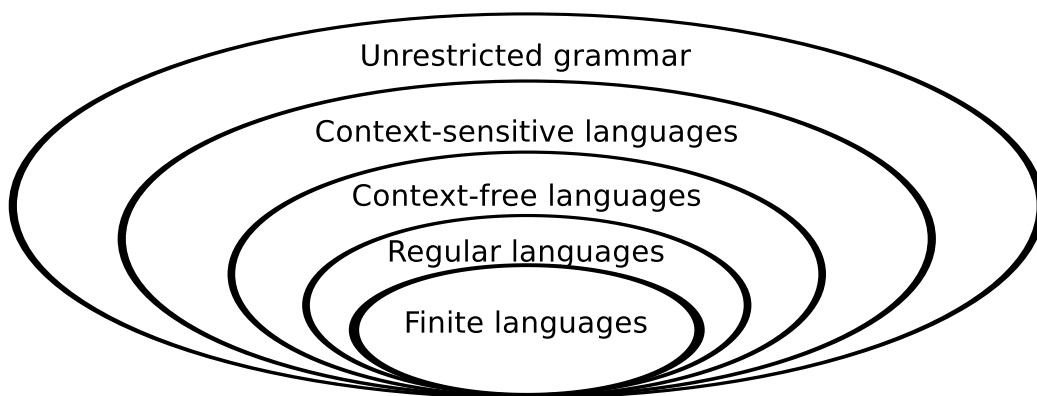 Unrestricted grammar
Context-sensitive languages
Context-free languages
Regular languages
Finite languages